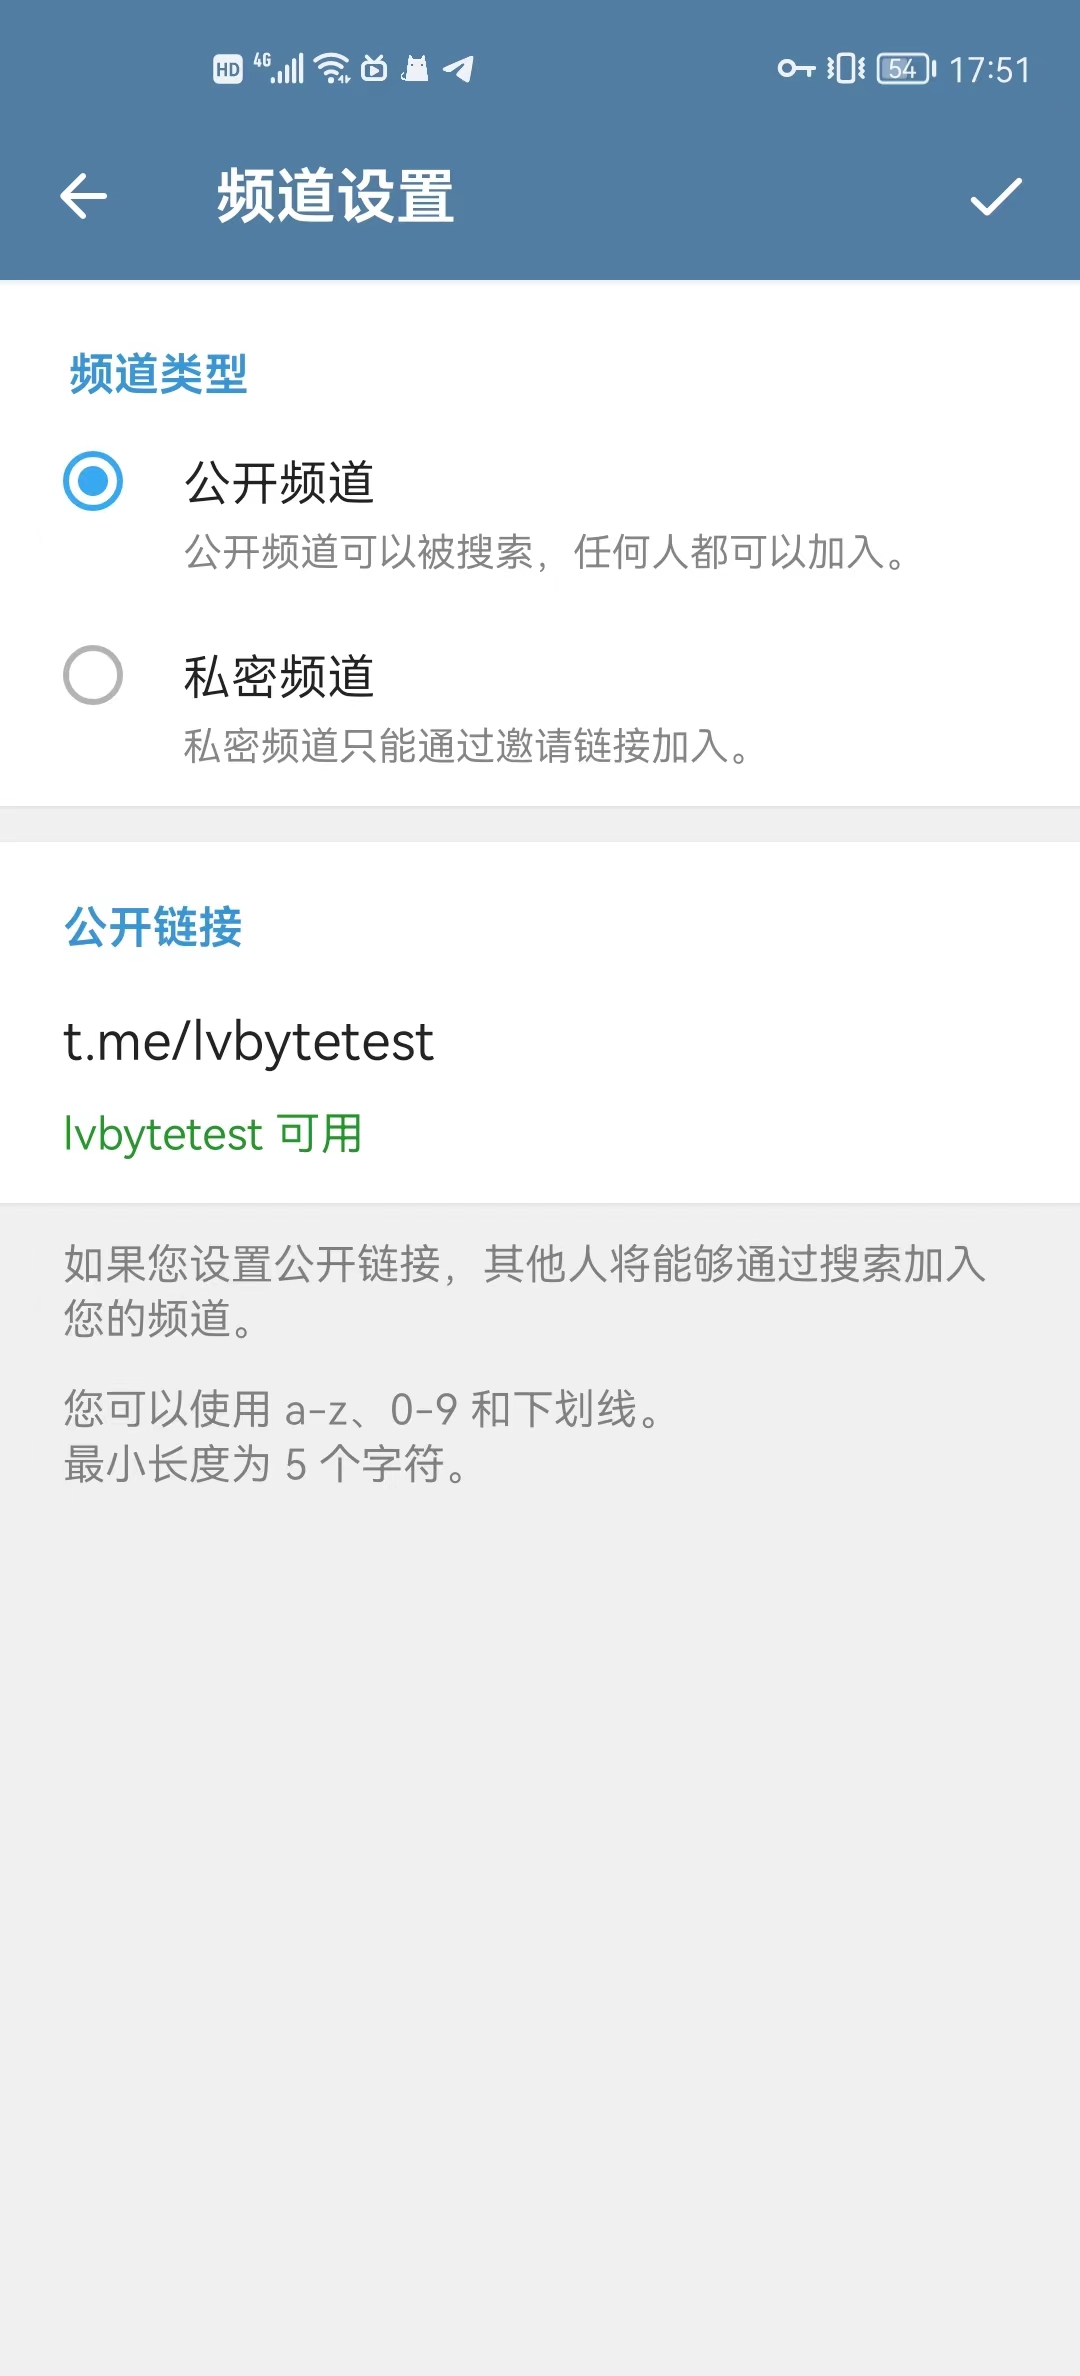 HD 4G 54 17:51
频道设置
频道类型
公开频道
公开频道可以被搜索，任何人都可以加入。
私密频道
私密频道只能通过邀请链接加入。
公开链接
t.me/lvbytetest
lvbytetest 可用
如果您设置公开链接，其他人将能够通过搜索加入
您的频道。
您可以使用 a-z、0-9 和下划线。
最小长度为 5 个字符。